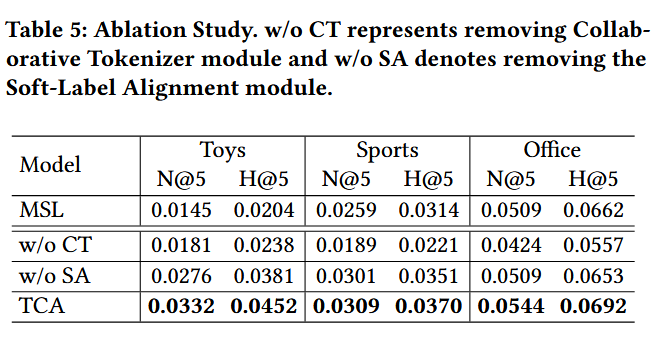 Table 5: Ablation Study. w/o CT represents removing Collab-
orative Tokenizer module and w/o SA denotes removing the
Soft-Label Alignment module.
Model Toys Sports Office
N@5 H@5 N@5 H@5 N@5 H@5
MSL 0.0145 0.0204 0.0259 0.0314 0.0509 0.0662
w/o CT 0.0181 0.0238 0.0189 0.0221 0.0424 0.0557
w/o SA 0.0276 0.0381 0.0301 0.0351 0.0509 0.0653
TCA 0.0332 0.0452 0.0309 0.0370 0.0544 0.0692